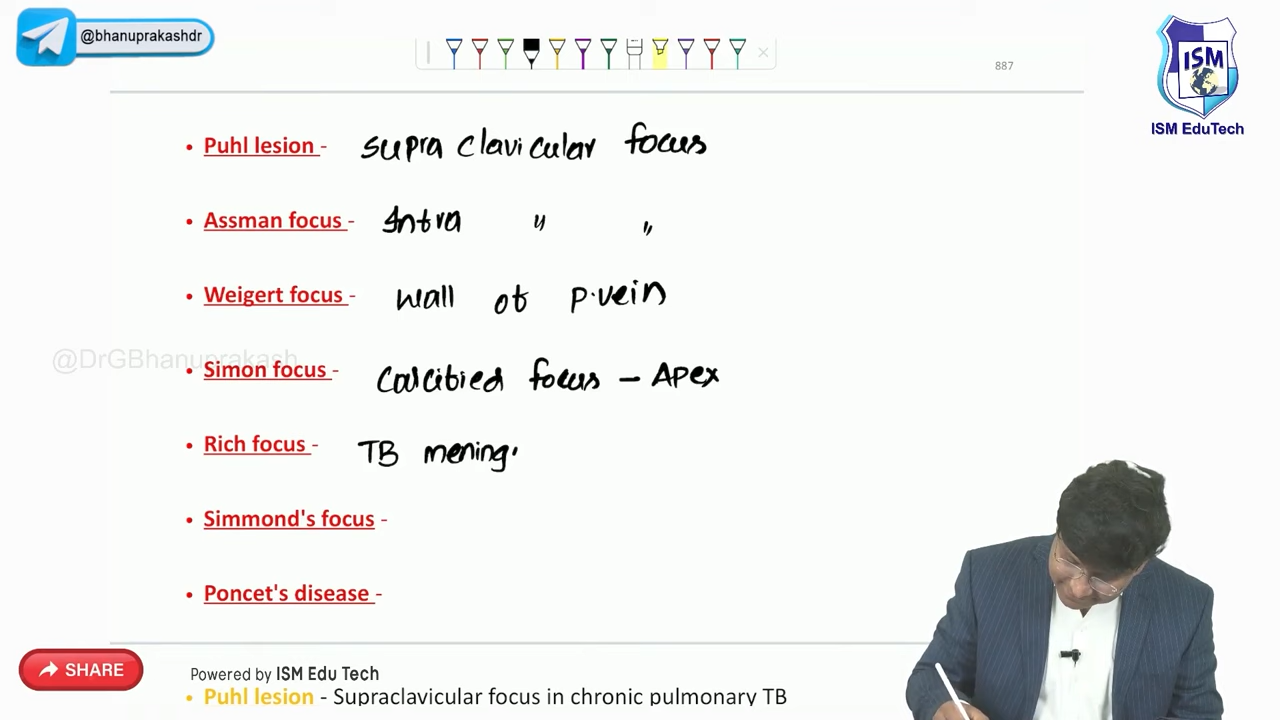 @bhanuprakashdr
887
ISM
ISM EduTech
• Puhl lesion - supra clavicular focus
• Assman focus - Infra " "
• Weigert focus - wall of p.vein
@DrGBhanuprakash
• Simon focus - Calcified focus - Apex
• Rich focus - TB mening.
• Simmond's focus -
• Poncet's disease -
SHARE
Powered by ISM Edu Tech
• Puhl lesion - Supraclavicular focus in chronic pulmonary TB